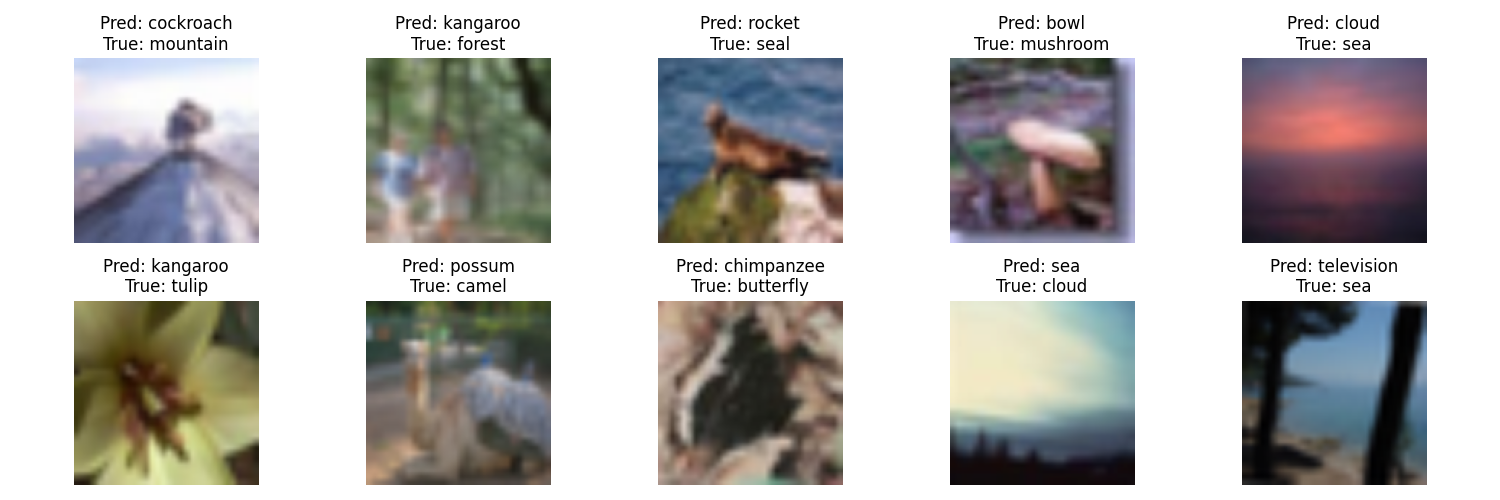 Pred: cockroach
True: mountain
Pred: kangaroo
True: forest
Pred: rocket
True: seal
Pred: bowl
True: mushroom
Pred: cloud
True: sea
Pred: kangaroo
True: tulip
Pred: possum
True: camel
Pred: chimpanzee
True: butterfly
Pred: sea
True: cloud
Pred: television
True: sea